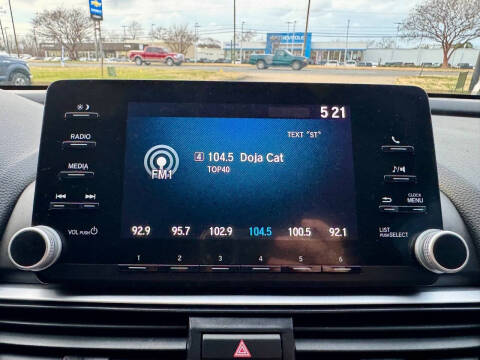 CHEVROLET
5 21
TEXT "ST"
4 104.5 Doja Cat
TOP40
FM1
92.9 95.7 102.9 104.5 100.5 92.1
RADIO
MEDIA
VOL PUSH
CLOCK
MENU
LIST
PUSH SELECT
1 2 3 4 5 6